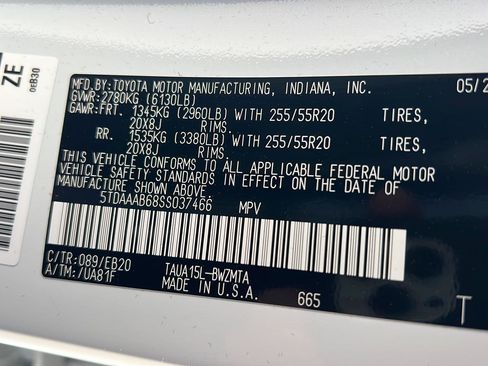 ZE
0EB30
MFD.BY:TOYOTA MOTOR MANUFACTURING, INDIANA, INC. 05/2
GVWR:2780KG (6130LB)
GAWR:FRT. 1345KG (2960LB) WITH 255/55R20 TIRES,
20X8J RIMS.
RR. 1535KG (3380LB) WITH 255/55R20 TIRES,
20X8J RIMS.
THIS VEHICLE CONFORMS TO ALL APPLICABLE FEDERAL MOTOR
VEHICLE SAFETY STANDARDS IN EFFECT ON THE DATE OF
MANUFACTURE SHOWN ABOVE.
5TDAAAB68SS037466 MPV
C/TR:089/EB20 TAUA15L-BWZMTA
A/TM:/UA81F MADE IN U.S.A. 665
T